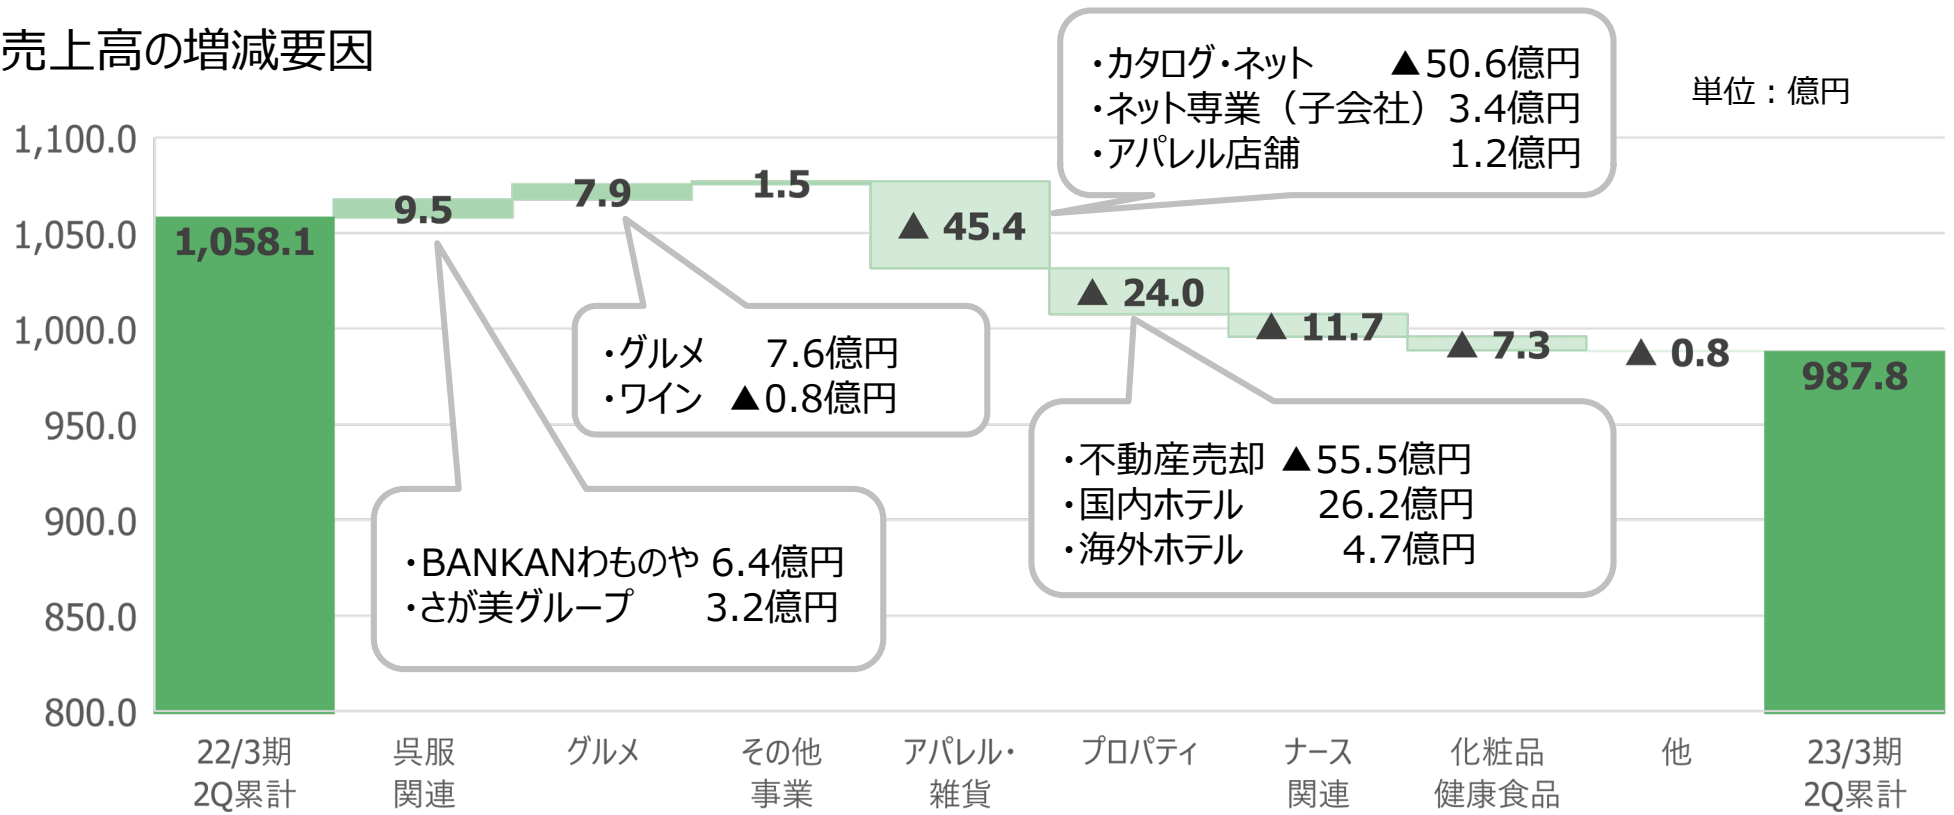 売上高の増減要因
単位：億円
・カタログ・ネット ▲50.6億円
・ネット専業（子会社）3.4億円
・アパレル店舗 1.2億円
1,100.0
1,050.0
1,000.0
950.0
900.0
850.0
800.0
1,058.1
9.5
7.9
1.5
▲ 45.4
▲ 24.0
▲ 11.7
▲ 7.3
▲ 0.8
987.8
・グルメ 7.6億円
・ワイン ▲0.8億円
・BANKANわものや 6.4億円
・さが美グループ 3.2億円
・不動産売却 ▲55.5億円
・国内ホテル 26.2億円
・海外ホテル 4.7億円
22/3期
2Q累計
呉服
関連
グルメ
その他
事業
アパレル・
雑貨
プロパティ
ナース
関連
化粧品
健康食品
他
23/3期
2Q累計